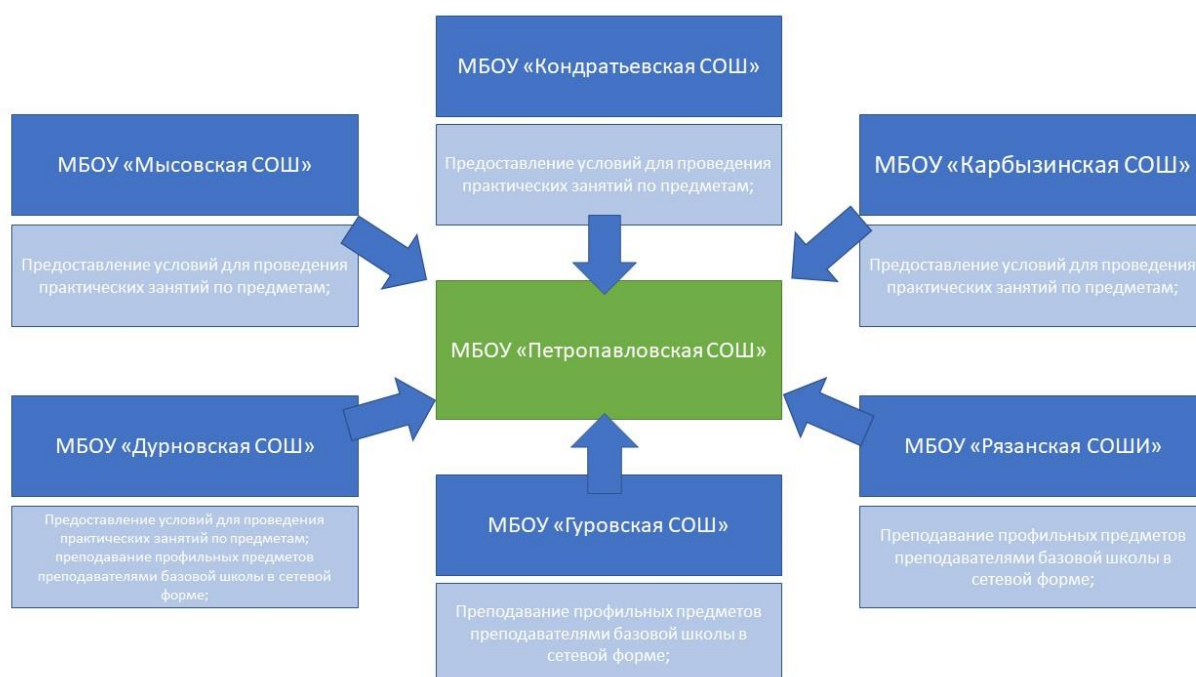 МБОУ «Кондратьевская СОШ»
Предоставление условий для проведения
практических занятий по предметам;
МБОУ «Мысовская СОШ»
Предоставление условий для проведения
практических занятий по предметам;
МБОУ «Карбызинская СОШ»
Предоставление условий для проведения
практических занятий по предметам;
МБОУ «Петропавловская СОШ»
МБОУ «Дурновская СОШ»
Предоставление условий для проведения
практических занятий по предметам;
преподавание профильных предметов
преподавателями базовой школы в сетевой
форме;
МБОУ «Гуровская СОШ»
Преподавание профильных предметов
преподавателями базовой школы в
сетевой форме;
МБОУ «Рязанская СОШИ»
Преподавание профильных предметов
преподавателями базовой школы в
сетевой форме;